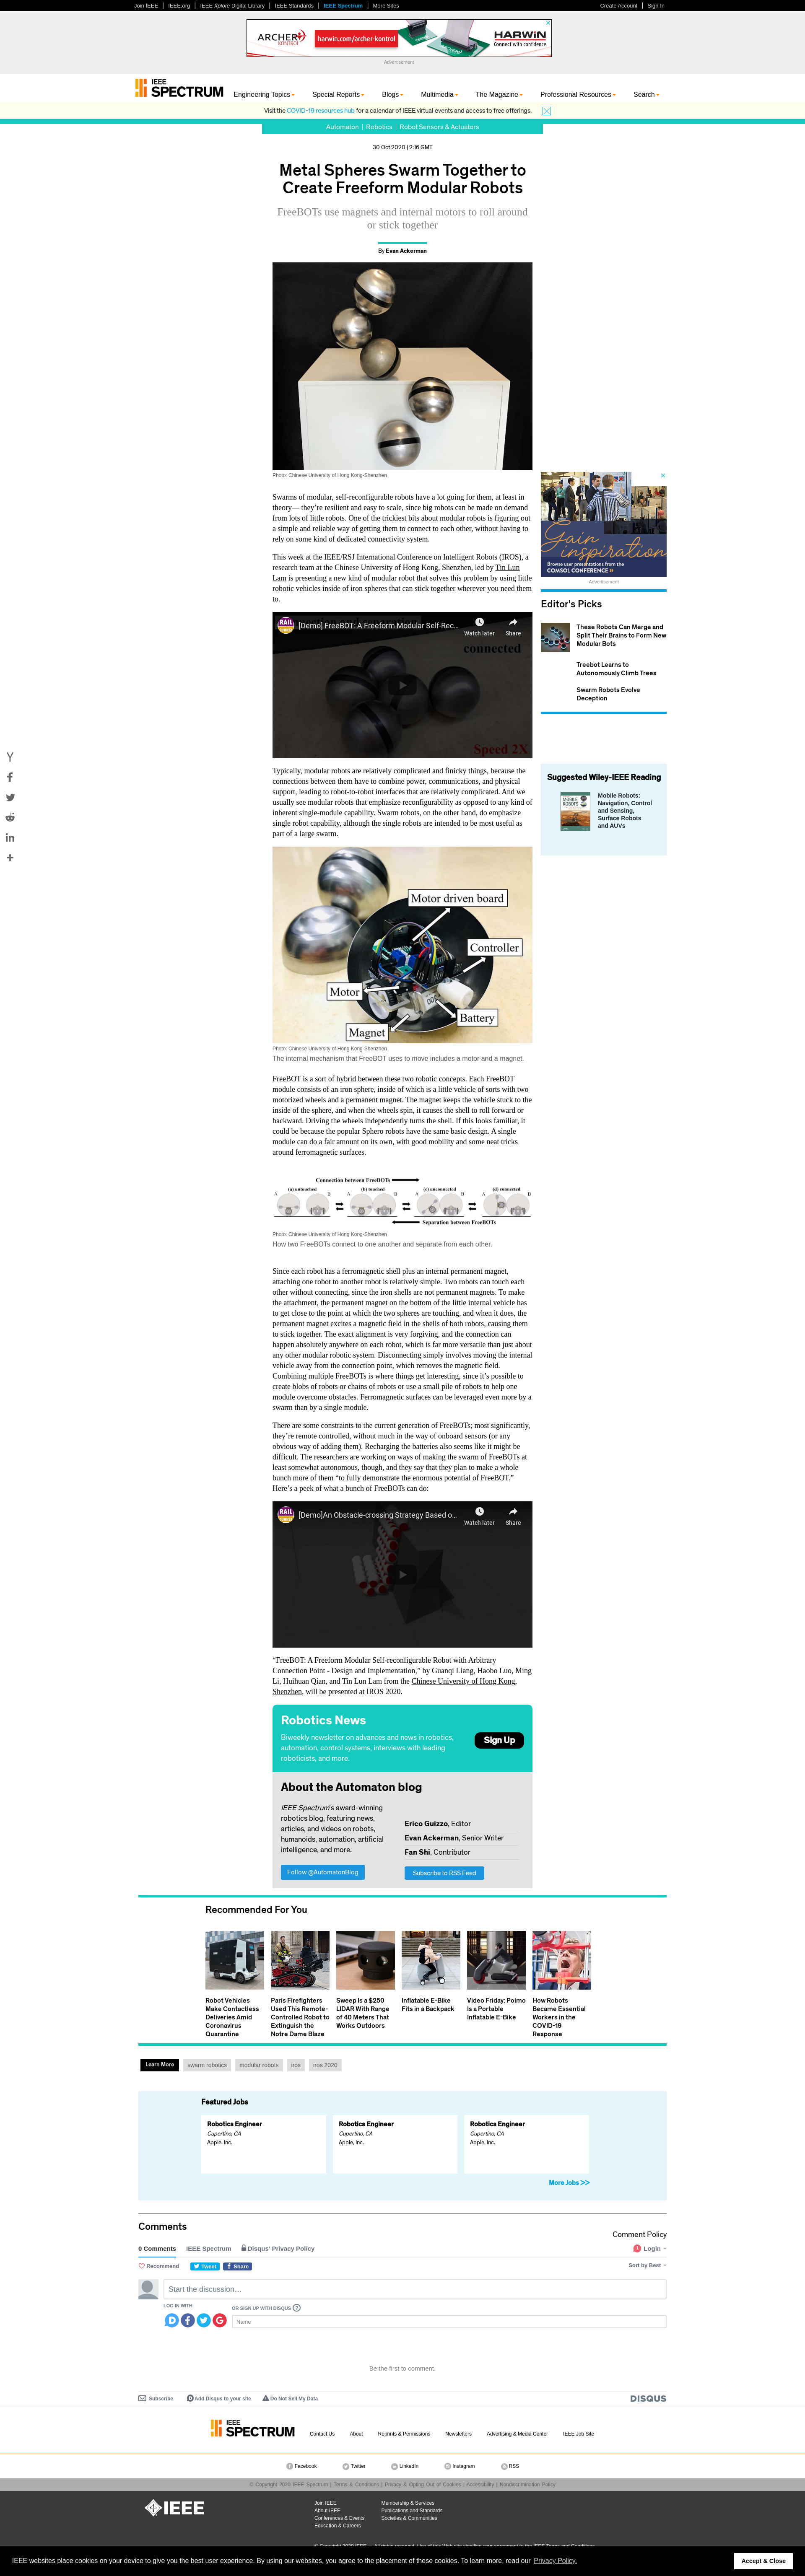 Join IEEE | IEEE.org | IEEE Xplore Digital Library | IEEE Standards | IEEE Spectrum | More Sites
Create Account | Sign In
ARCHER KONTROL
harwin.com/archer-kontrol
HARWIN
Connect with confidence
Advertisement
IEEE SPECTRUM
Engineering Topics Special Reports Blogs Multimedia The Magazine Professional Resources Search
Visit the COVID-19 resources hub for a calendar of IEEE virtual events and access to free offerings.
Automaton | Robotics | Robot Sensors & Actuators
30 Oct 2020 | 2:16 GMT
Metal Spheres Swarm Together to
Create Freeform Modular Robots
FreeBOTs use magnets and internal motors to roll around
or stick together
By Evan Ackerman
Photo: Chinese University of Hong Kong-Shenzhen
Swarms of modular, self-reconfigurable robots have a lot going for them, at least in
theory— they're resilient and easy to scale, since big robots can be made on demand
from lots of little robots. One of the trickiest bits about modular robots is figuring out
a simple and reliable way of getting them to connect to each other, without having to
rely on some kind of dedicated connectivity system.
This week at the IEEE/RSJ International Conference on Intelligent Robots (IROS), a
research team at the Chinese University of Hong Kong, Shenzhen, led by Tin Lun
Lam is presenting a new kind of modular robot that solves this problem by using little
robotic vehicles inside of iron spheres that can stick together wherever you need them
to.
[Demo] FreeBOT: A Freeform Modular Self-Rec...
Watch later
Share
connected
Speed 2X
Typically, modular robots are relatively complicated and finicky things, because the
connections between them have to combine power, communications, and physical
support, leading to robot-to-robot interfaces that are relatively complicated. And we
usually see modular robots that emphasize reconfigurability as opposed to any kind of
inherent single-module capability. Swarm robots, on the other hand, do emphasize
single robot capability, although the single robots are intended to be most useful as
part of a large swarm.
Motor driven board
Controller
Motor
Battery
Magnet
Photo: Chinese University of Hong Kong-Shenzhen
The internal mechanism that FreeBOT uses to move includes a motor and a magnet.
FreeBOT is a sort of hybrid between these two robotic concepts. Each FreeBOT
module consists of an iron sphere, inside of which is a little vehicle of sorts with two
motorized wheels and a permanent magnet. The magnet keeps the vehicle stuck to the
inside of the sphere, and when the wheels spin, it causes the shell to roll forward or
backward. Driving the wheels independently turns the shell. If this looks familiar, it
could be because the popular Sphero robots have the same basic design. A single
module can do a fair amount on its own, with good mobility and some neat tricks
around ferromagnetic surfaces.
Connection between FreeBOTs
(a) untouched (b) touched (c) unconnected (d) connected
A B A B A B A B
Separation between FreeBOTs
Photo: Chinese University of Hong Kong-Shenzhen
How two FreeBOTs connect to one another and separate from each other.
Since each robot has a ferromagnetic shell plus an internal permanent magnet,
attaching one robot to another robot is relatively simple. Two robots can touch each
other without connecting, since the iron shells are not permanent magnets. To make
the attachment, the permanent magnet on the bottom of the little internal vehicle has
to get close to the point at which the two spheres are touching, and when it does, the
permanent magnet excites a magnetic field in the shells of both robots, causing them
to stick together. The exact alignment is very forgiving, and the connection can
happen absolutely anywhere on each robot, which is far more versatile than just about
any other modular robotic system. Disconnecting simply involves moving the internal
vehicle away from the connection point, which removes the magnetic field.
Combining multiple FreeBOTs is where things get interesting, since it's possible to
create blobs of robots or chains of robots or use a small pile of robots to help one
module overcome obstacles. Ferromagnetic surfaces can be leveraged even more by a
swarm than by a single module.
There are some constraints to the current generation of FreeBOTs; most significantly,
they're remote controlled, without much in the way of onboard sensors (or any
obvious way of adding them). Recharging the batteries also seems like it might be
difficult. The researchers are working on ways of making the swarm of FreeBOTs at
least somewhat autonomous, though, and they say that they plan to make a whole
bunch more of them “to fully demonstrate the enormous potential of FreeBOT.”
Here's a peek of what a bunch of FreeBOTs can do:
[Demo]An Obstacle-crossing Strategy Based o...
Watch later
Share
“FreeBOT: A Freeform Modular Self-reconfigurable Robot with Arbitrary
Connection Point - Design and Implementation,” by Guanqi Liang, Haobo Luo, Ming
Li, Huihuan Qian, and Tin Lun Lam from the Chinese University of Hong Kong,
Shenzhen, will be presented at IROS 2020.
Gain inspiration
Browse user presentations from the
COMSOL CONFERENCE »
Advertisement
Editor's Picks
These Robots Can Merge and
Split Their Brains to Form New
Modular Bots
Treebot Learns to
Autonomously Climb Trees
Swarm Robots Evolve
Deception
Suggested Wiley-IEEE Reading
Mobile Robots:
Navigation, Control
and Sensing,
Surface Robots
and AUVs
Robotics News
Biweekly newsletter on advances and news in robotics,
automation, control systems, interviews with leading
roboticists, and more.
Sign Up
About the Automaton blog
IEEE Spectrum's award-winning
robotics blog, featuring news,
articles, and videos on robots,
humanoids, automation, artificial
intelligence, and more.
Follow @AutomatonBlog
Erico Guizzo, Editor
Evan Ackerman, Senior Writer
Fan Shi, Contributor
Subscribe to RSS Feed
Recommended For You
Robot Vehicles
Make Contactless
Deliveries Amid
Coronavirus
Quarantine
Paris Firefighters
Used This Remote-
Controlled Robot to
Extinguish the
Notre Dame Blaze
Sweep Is a $250
LIDAR With Range
of 40 Meters That
Works Outdoors
Inflatable E-Bike
Fits in a Backpack
Video Friday: Poimo
Is a Portable
Inflatable E-Bike
How Robots
Became Essential
Workers in the
COVID-19
Response
Learn More swarm robotics modular robots iros iros 2020
Featured Jobs
Robotics Engineer
Cupertino, CA
Apple, Inc.
Robotics Engineer
Cupertino, CA
Apple, Inc.
Robotics Engineer
Cupertino, CA
Apple, Inc.
More Jobs >>
Comments
Comment Policy
0 Comments IEEE Spectrum Disqus' Privacy Policy
Login
Recommend Tweet Share
Sort by Best
Start the discussion…
LOG IN WITH
OR SIGN UP WITH DISQUS ?
Name
Be the first to comment.
Subscribe Add Disqus to your site Do Not Sell My Data
DISQUS
IEEE SPECTRUM
Contact Us About Reprints & Permissions Newsletters Advertising & Media Center IEEE Job Site
Facebook Twitter LinkedIn Instagram RSS
© Copyright 2020 IEEE Spectrum | Terms & Conditions | Privacy & Opting Out of Cookies | Accessibility | Nondiscrimination Policy
IEEE
Join IEEE
About IEEE
Conferences & Events
Education & Careers
Membership & Services
Publications and Standards
Societies & Communities
IEEE websites place cookies on your device to give you the best user experience. By using our websites, you agree to the placement of these cookies. To learn more, read our Privacy Policy.
Accept & Close